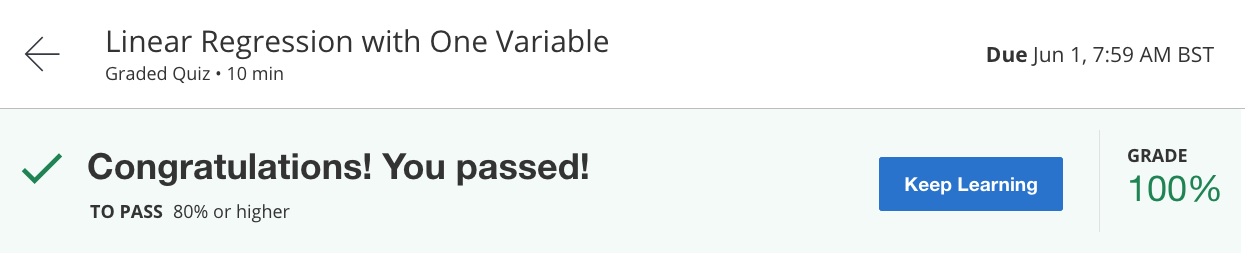 Linear Regression with One Variable
Graded Quiz • 10 min
Due Jun 1, 7:59 AM BST
Congratulations! You passed!
TO PASS 80% or higher
Keep Learning
GRADE
100%